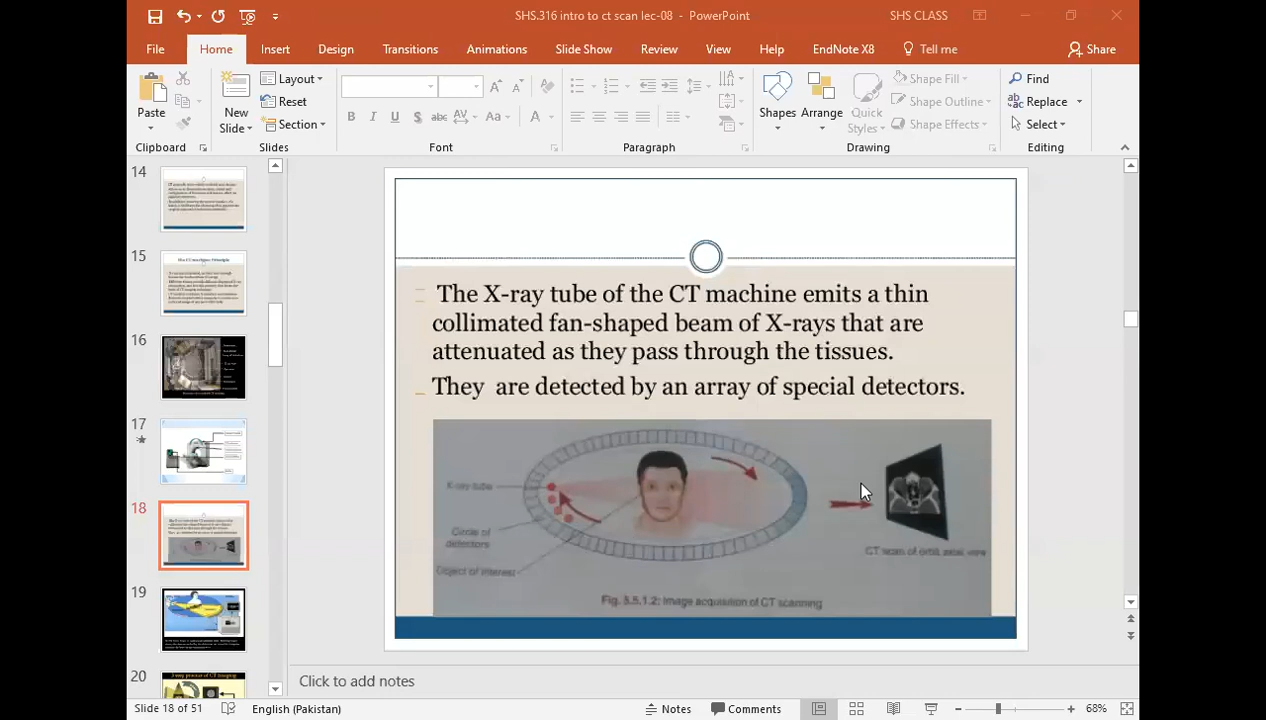 SHS.316 intro to ct scan lec-08 - PowerPoint
SHS CLASS
File Home Insert Design Transitions Animations Slide Show Review View Help EndNote X8 Tell me Share
Paste
Clipboard
New Slide
Layout
Reset
Section
Slides
B I U S abc AV Aa A
Font
Paragraph
Shapes
Arrange
Quick Styles
Shape Fill
Shape Outline
Shape Effects
Drawing
Find
Replace
Select
Editing
14
15
16
17
18
19
20
The X-ray tube of the CT machine emits a thin
collimated fan-shaped beam of X-rays that are
attenuated as they pass through the tissues.
They are detected by an array of special detectors.
X-ray tube
Circle of
detectors
Object of interest
CT scan of orbit axial view
Fig. 3.5.1.2: Image acquisition of CT scanning
Click to add notes
Slide 18 of 51 English (Pakistan) Notes Comments 68%